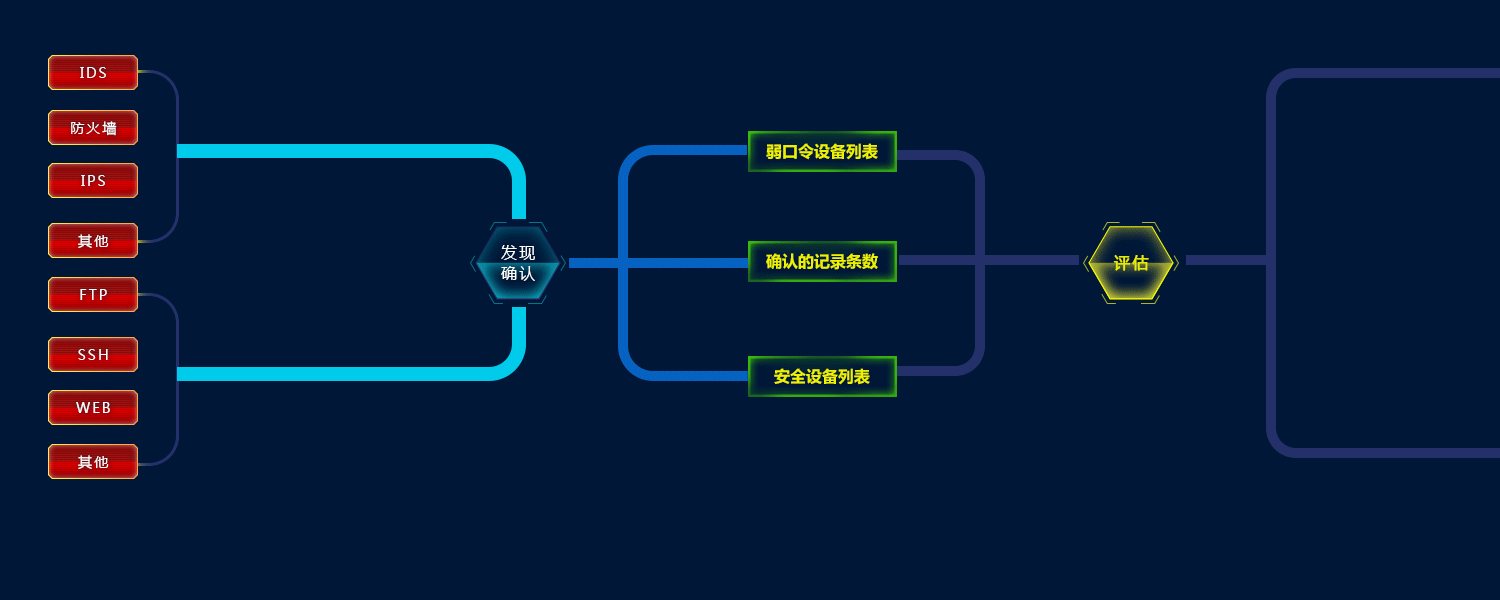 IDS
防火墙
IPS
其他
FTP
SSH
WEB
其他
发现
确认
弱口令设备列表
确认的记录条数
安全设备列表
评估